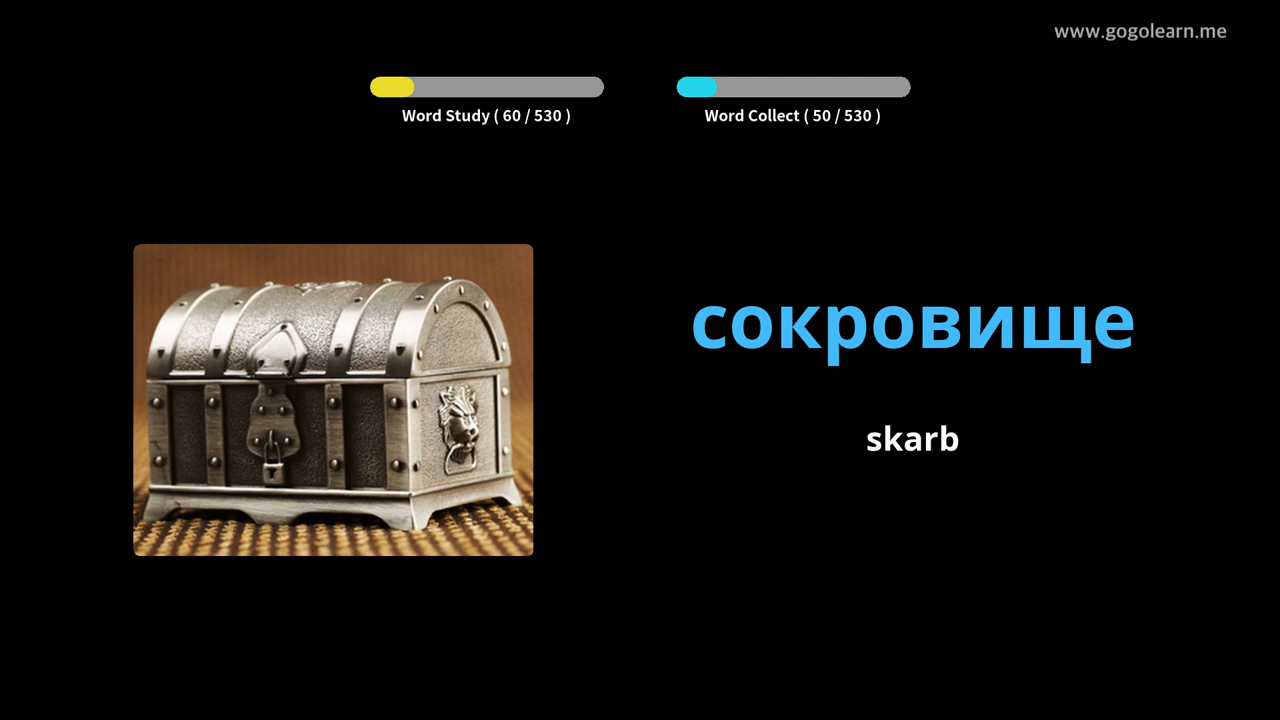 www.gogolearn.me
Word Study ( 60 / 530 )
Word Collect ( 50 / 530 )
сокровище
skarb